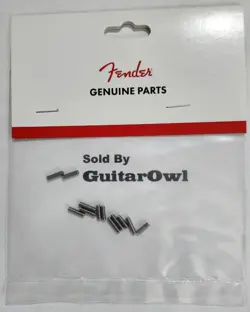 Fender
GENUINE PARTS
Sold By
GuitarOwl